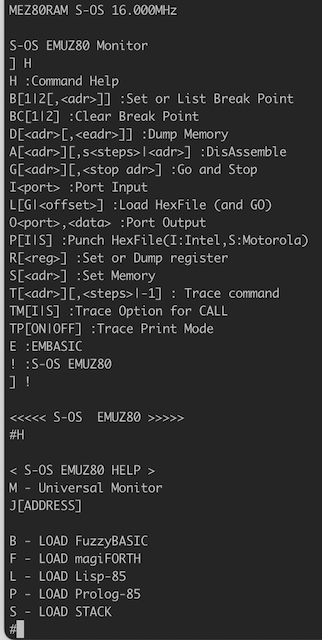 MEZ80RAM S-OS 16.000MHz
S-OS EMUZ80 Monitor
] H
H :Command Help
B[1|2[,<adr>]] :Set or List Break Point
BC[1|2] :Clear Break Point
D[<adr>[,<eadr>]] :Dump Memory
A[<adr>][,s<steps>|<adr>] :DisAssemble
G[<adr>][,<stop adr>] :Go and Stop
I<port> :Port Input
L[G|<offset>] :Load HexFile (and GO)
O<port>,<data> :Port Output
P[I|S] :Punch HexFile(I:Intel,S:Motorola)
R[<reg>] :Set or Dump register
S[<adr>] :Set Memory
T[<adr>][,<steps>|-1] : Trace command
TM[I|S] :Trace Option for CALL
TP[ON|OFF] :Trace Print Mode
E :EMBASIC
! :S-OS EMUZ80
] !
<<<<< S-OS  EMUZ80 >>>>>
#H
< S-OS EMUZ80 HELP >
M - Universal Monitor
J[ADDRESS]
B - LOAD FuzzyBASIC
F - LOAD magiFORTH
L - LOAD Lisp-85
P - LOAD Prolog-85
S - LOAD STACK
#